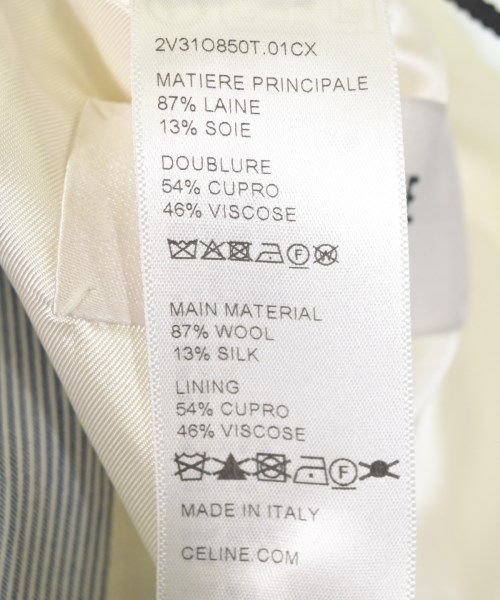 2V31O850T.01CX
MATIERE PRINCIPALE
87% LAINE
13% SOIE
DOUBLURE
54% CUPRO
46% VISCOSE
F W
MAIN MATERIAL
87% WOOL
13% SILK
LINING
54% CUPRO
46% VISCOSE
F
MADE IN ITALY
CELINE.COM